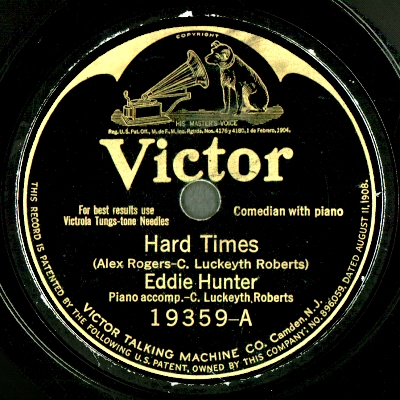 COPYRIGHT
HIS MASTER'S VOICE
Reg. U.S. Pat. Off., M. de F. M. Ind. Rgtda. Nos. 4176 y 4180, 1 de Febrero, 1904.
Victor
For best results use
Victrola Tungs-tone Needles
Comedian with piano
Hard Times
(Alex Rogers-C. Luckeyth Roberts)
Eddie Hunter
Piano accomp.-C. Luckeyth Roberts
19359-A
THIS RECORD IS PATENTED BY THE FOLLOWING U.S. PATENT, OWNED BY THIS COMPANY; NO. 896059, DATED AUGUST 11, 1908.
VICTOR TALKING MACHINE CO. Camden, N.J.